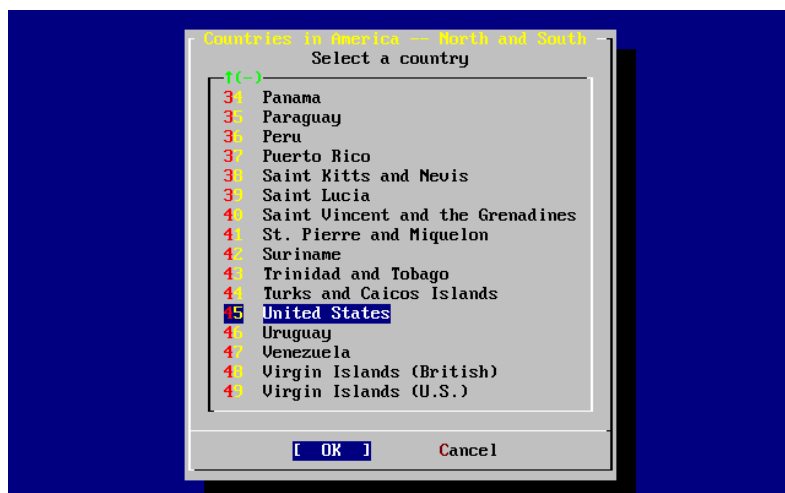 Countries in America -- North and South
Select a country
↑(-)
34 Panama
35 Paraguay
36 Peru
37 Puerto Rico
38 Saint Kitts and Nevis
39 Saint Lucia
40 Saint Vincent and the Grenadines
41 St. Pierre and Miquelon
42 Suriname
43 Trinidad and Tobago
44 Turks and Caicos Islands
45 United States
46 Uruguay
47 Venezuela
48 Virgin Islands (British)
49 Virgin Islands (U.S.)
[ OK ] Cancel